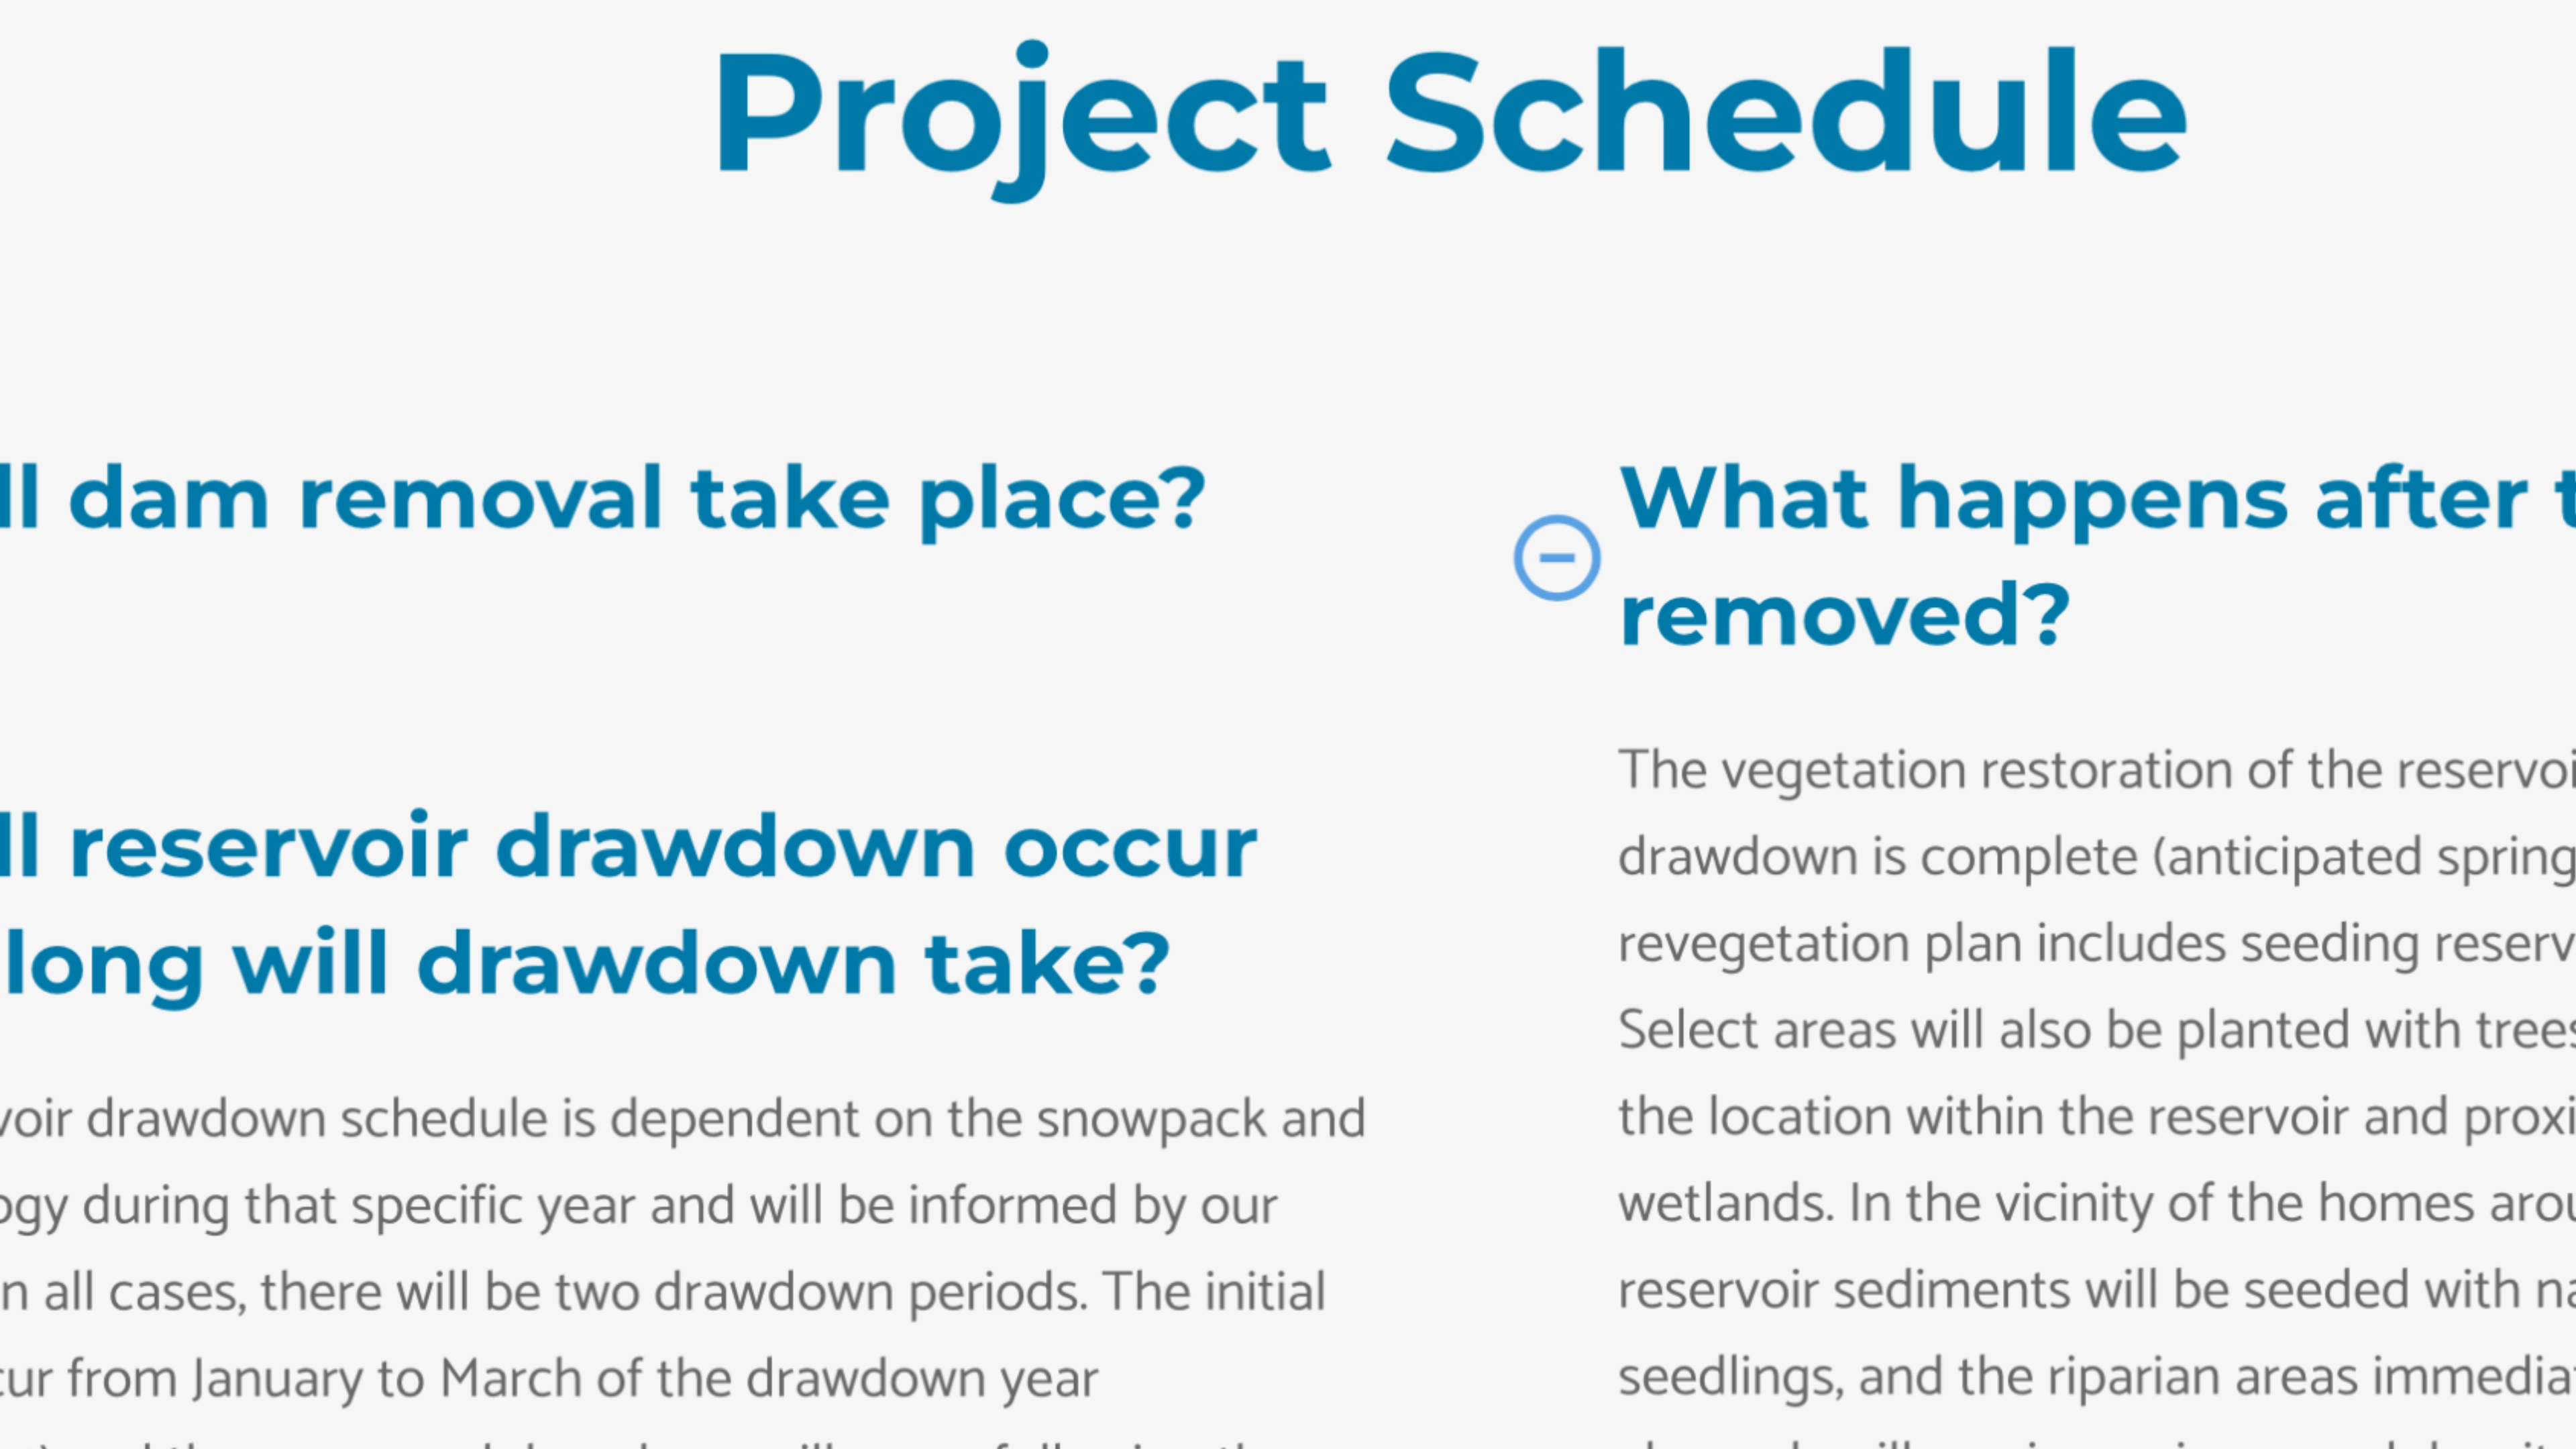 Project Schedule
ll dam removal take place?
ll reservoir drawdown occur
long will drawdown take?
voir drawdown schedule is dependent on the snowpack and
ogy during that specific year and will be informed by our
n all cases, there will be two drawdown periods. The initial
cur from January to March of the drawdown year
What happens after t
removed?
The vegetation restoration of the reservoi
drawdown is complete (anticipated spring
revegetation plan includes seeding reserv
Select areas will also be planted with trees
the location within the reservoir and proxi
wetlands. In the vicinity of the homes arou
reservoir sediments will be seeded with na
seedlings, and the riparian areas immediat